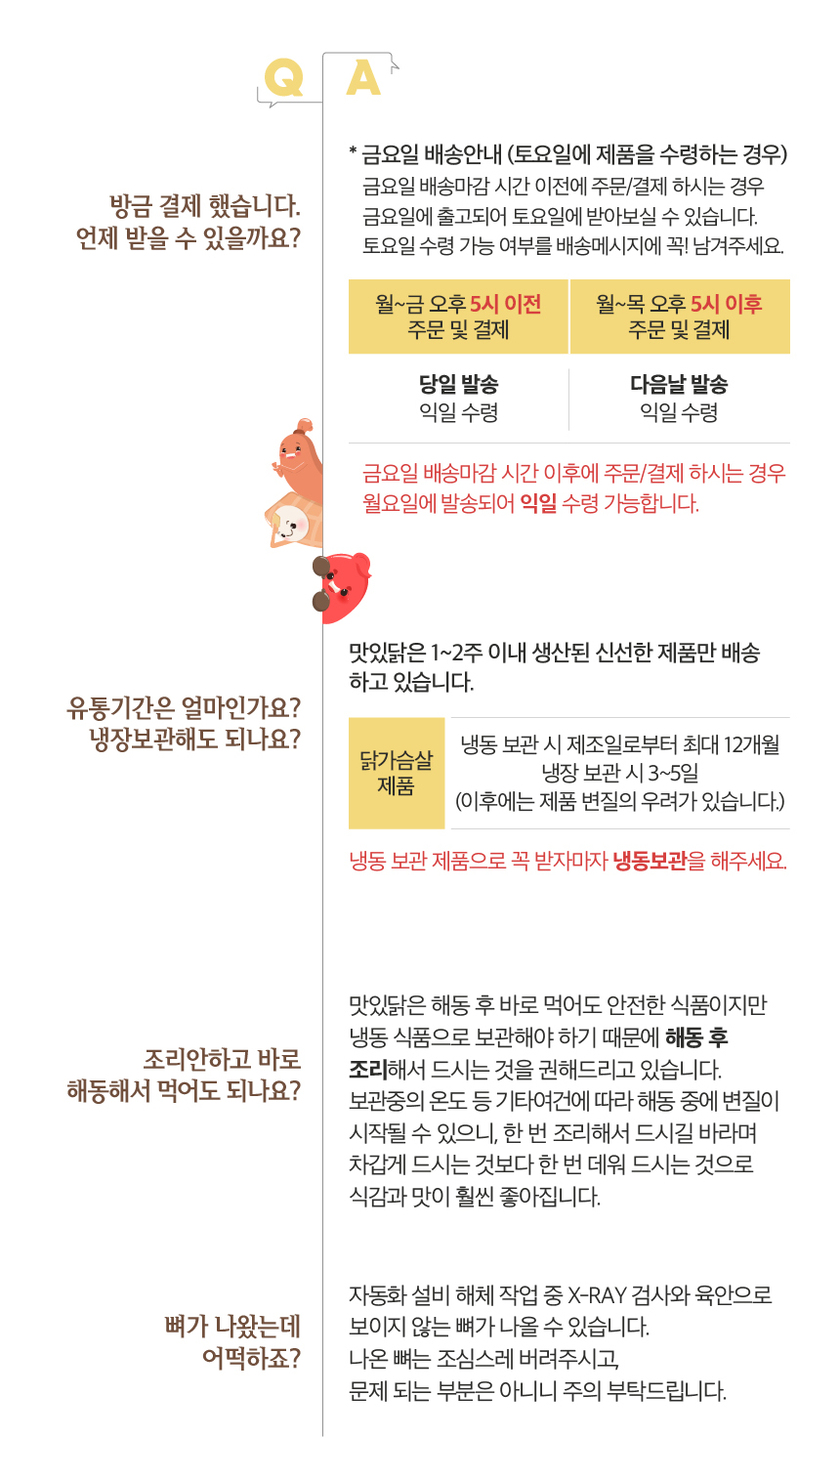 Q A
방금 결제 했습니다.
언제 받을 수 있을까요?
* 금요일 배송안내 (토요일에 제품을 수령하는 경우)
금요일 배송마감 시간 이전에 주문/결제 하시는 경우
금요일에 출고되어 토요일에 받아보실 수 있습니다.
토요일 수령 가능 여부를 배송메시지에 꼭! 남겨주세요.
월~금 오후 5시 이전
주문 및 결제
월~목 오후 5시 이후
주문 및 결제
당일 발송
익일 수령
다음날 발송
익일 수령
금요일 배송마감 시간 이후에 주문/결제 하시는 경우
월요일에 발송되어 익일 수령 가능합니다.
유통기간은 얼마인가요?
냉장보관해도 되나요?
맛있닭은 1~2주 이내 생산된 신선한 제품만 배송
하고 있습니다.
닭가슴살
제품
냉동 보관 시 제조일로부터 최대 12개월
냉장 보관 시 3~5일
(이후에는 제품 변질의 우려가 있습니다.)
냉동 보관 제품으로 꼭 받자마자 냉동보관을 해주세요.
조리안하고 바로
해동해서 먹어도 되나요?
맛있닭은 해동 후 바로 먹어도 안전한 식품이지만
냉동 식품으로 보관해야 하기 때문에 해동 후
조리해서 드시는 것을 권해드리고 있습니다.
보관중의 온도 등 기타여건에 따라 해동 중에 변질이
시작될 수 있으니, 한 번 조리해서 드시길 바라며
차갑게 드시는 것보다 한 번 데워 드시는 것으로
식감과 맛이 훨씬 좋아집니다.
뼈가 나왔는데
어떡하죠?
자동화 설비 해체 작업 중 X-RAY 검사와 육안으로
보이지 않는 뼈가 나올 수 있습니다.
나온 뼈는 조심스레 버려주시고,
문제 되는 부분은 아니니 주의 부탁드립니다.